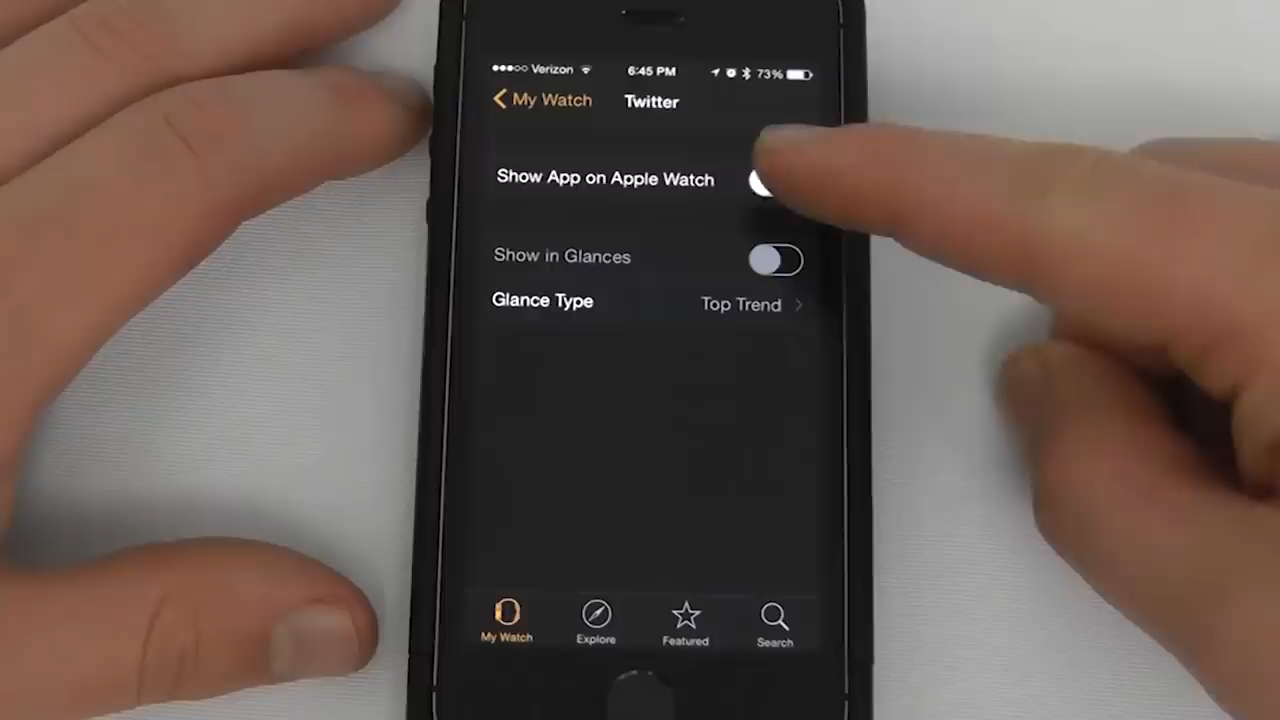 Verizon 6:45 PM 73%
My Watch Twitter
Show App on Apple Watch
Show in Glances
Glance Type Top Trend
My Watch Explore Featured Search